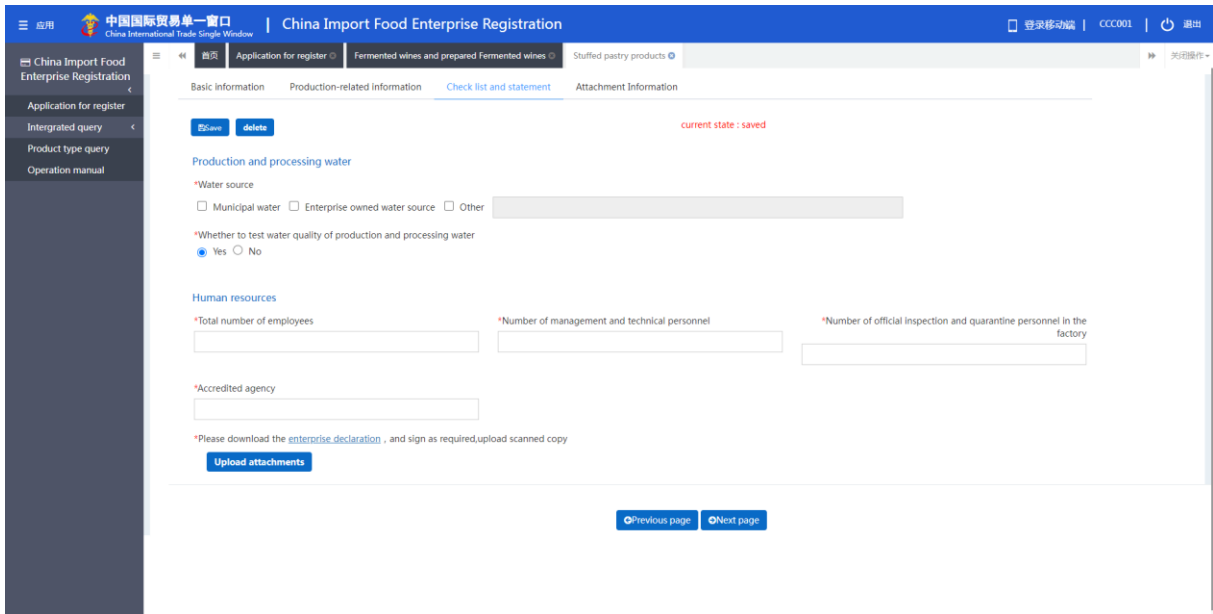 应用
中国国际贸易单一窗口
China International Trade Single Window
China Import Food Enterprise Registration
登录移动端
CCC001
退出
China Import Food
Enterprise Registration
Application for register
Intergrated query
Product type query
Operation manual
首页
Application for register
Fermented wines and prepared Fermented wines
Stuffed pastry products
关闭操作
Basic information
Production-related information
Check list and statement
Attachment Information
Save
delete
current state : saved
Production and processing water
*Water source
Municipal water
Enterprise owned water source
Other
*Whether to test water quality of production and processing water
Yes
No
Human resources
*Total number of employees
*Number of management and technical personnel
*Number of official inspection and quarantine personnel in the
factory
*Accredited agency
*Please download the enterprise declaration , and sign as required,upload scanned copy
Upload attachments
Previous page
Next page